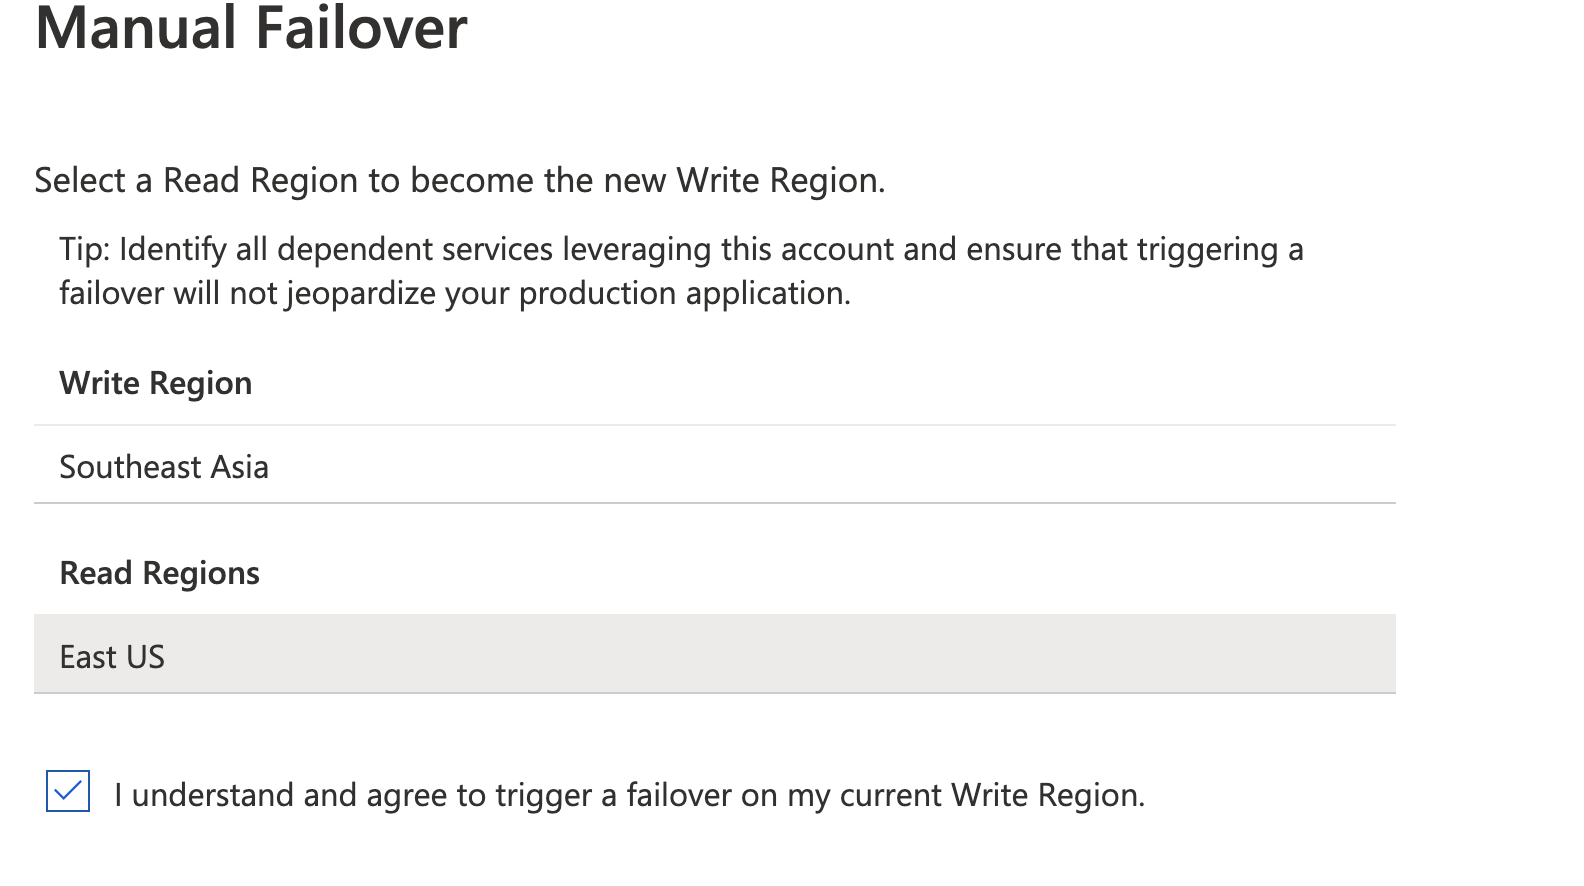 Manual Failover
Select a Read Region to become the new Write Region.
Tip: Identify all dependent services leveraging this account and ensure that triggering a
failover will not jeopardize your production application.
Write Region
Southeast Asia
Read Regions
East US
I understand and agree to trigger a failover on my current Write Region.